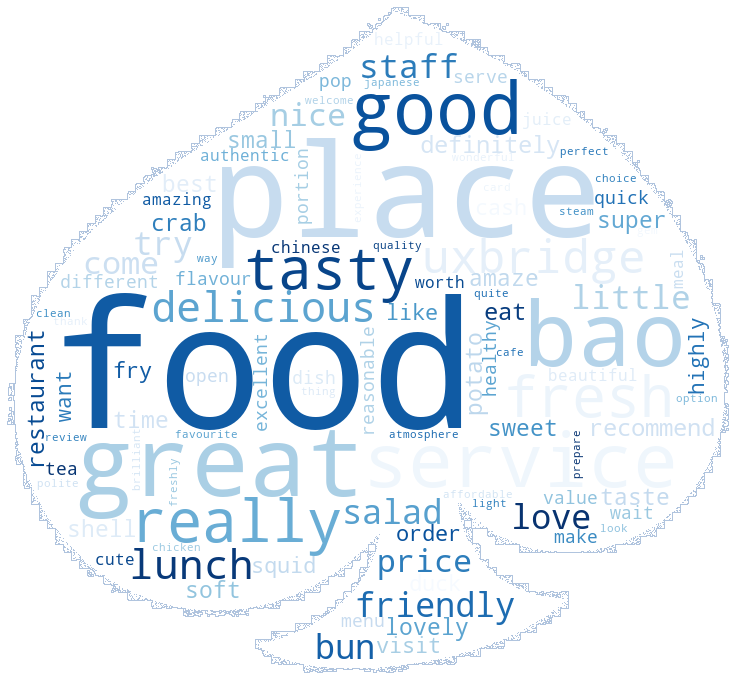 helpful
staff
pop japanese serve
welcome
good
nice
juice
small
definitely
authentic
wonderful perfect
place
portion
experience
best
card
choice
amazing
cash
quick
steam
crab
super
try
chinese
quality
uxbridge
come
way
tasty
worth
amaze
meal
different
flavour
quite
little
delicious
like
eat
clean
thank
food
bao
restaurant
want
fry
open
excellent
dish
thing
reasonable
potato
healthy
cafe
beautiful
highly
fresh
option
time
sweet
recommend
review
favourite
atmosphere
great
service
prepare
tea
polite
brilliant
freshly
affordable
light
value
taste
shell
really
salad
love
wait
look
make
order
cute
chicken
lunch
squid
price
soft
duck
friendly
menu
lovely
bun
visit